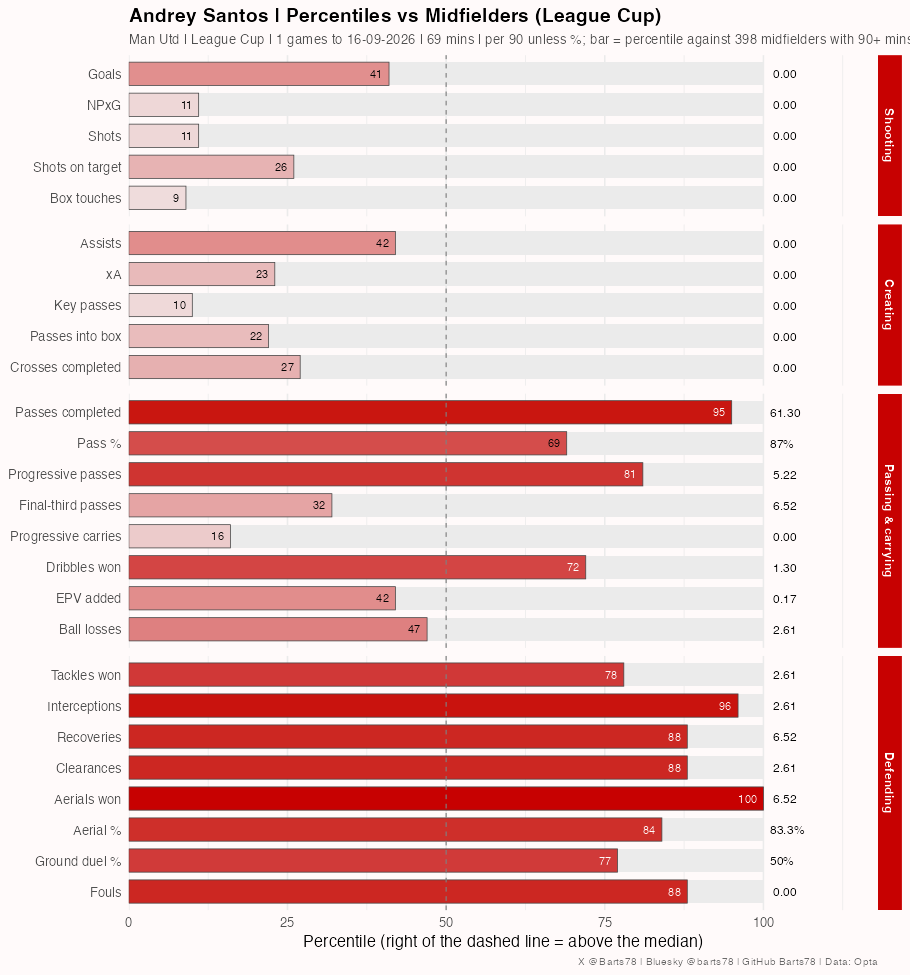 Andrey Santos | Percentiles vs Midfielders (League Cup)
Man Utd | League Cup | 1 games to 16-09-2026 | 69 mins | per 90 unless %; bar = percentile against 398 midfielders with 90+ mins
Goals 41 0.00
NPxG 11 0.00
Shots 11 0.00
Shots on target 26 0.00
Box touches 9 0.00
Shooting
Assists 42 0.00
xA 23 0.00
Key passes 10 0.00
Passes into box 22 0.00
Crosses completed 27 0.00
Creating
Passes completed 95 61.30
Pass % 69 87%
Progressive passes 81 5.22
Final-third passes 32 6.52
Progressive carries 16 0.00
Dribbles won 72 1.30
EPV added 42 0.17
Ball losses 47 2.61
Passing & carrying
Tackles won 78 2.61
Interceptions 96 2.61
Recoveries 88 6.52
Clearances 88 2.61
Aerials won 100 6.52
Aerial % 84 83.3%
Ground duel % 77 50%
Fouls 88 0.00
Defending
0 25 50 75 100
Percentile (right of the dashed line = above the median)
X @Barts78 | Bluesky @barts78 | GitHub Barts78 | Data: Opta